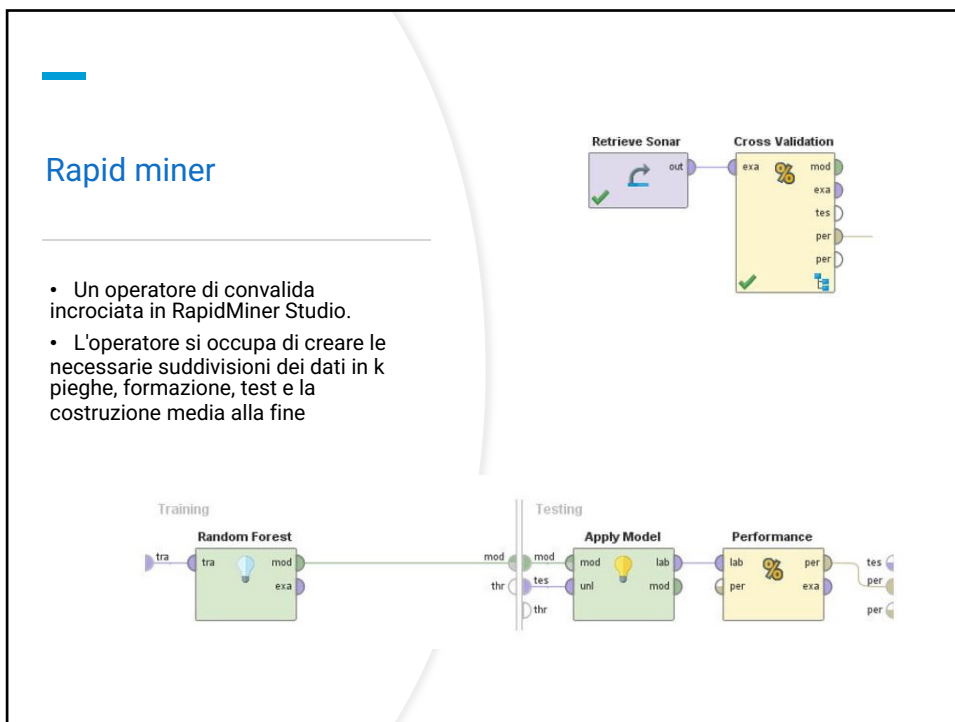 Rapid miner
• Un operatore di convalida
incrociata in RapidMiner Studio.
• L'operatore si occupa di creare le
necessarie suddivisioni dei dati in k
pieghe, formazione, test e la
costruzione media alla fine
Retrieve Sonar
out
Cross Validation
exa
%
mod
exa
tes
per
per
Training
Random Forest
tra
tra
mod
exa
mod
thr
Testing
mod
tes
thr
Apply Model
mod
unl
lab
mod
Performance
lab
per
%
per
exa
tes
per
per